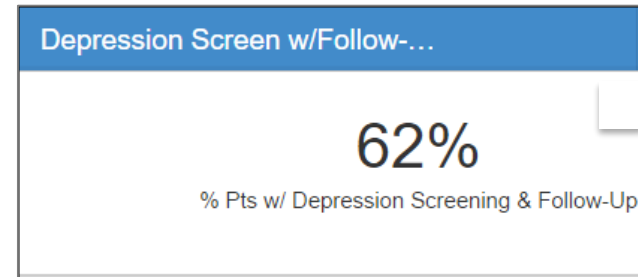 Depression Screen w/Follow-...
62%
% Pts w/ Depression Screening & Follow-Up